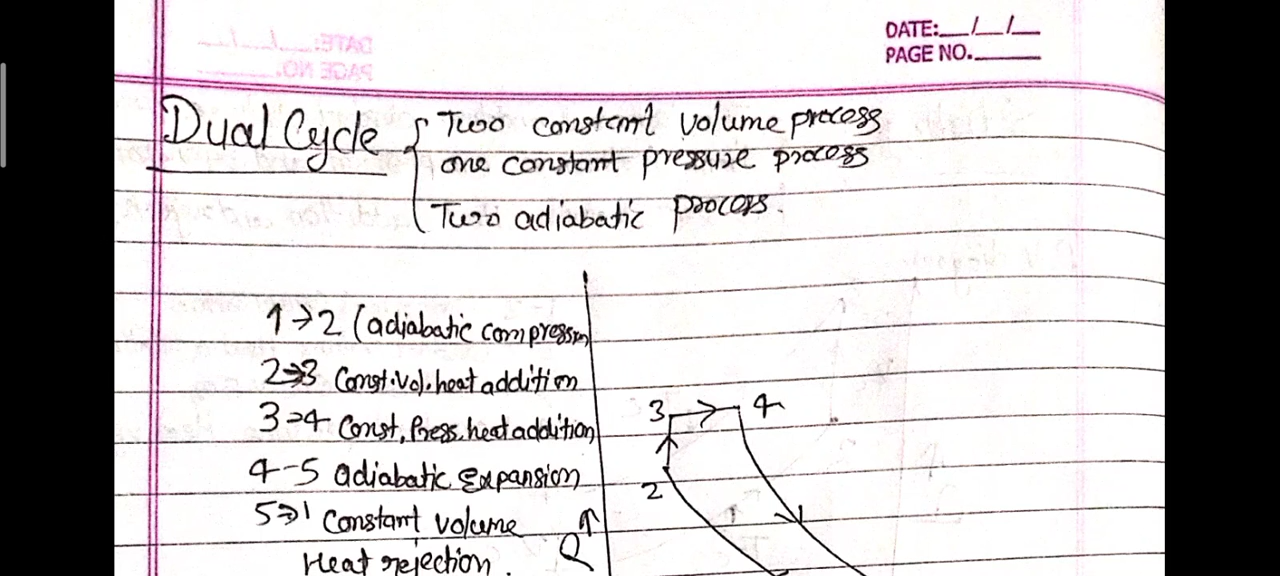 DATE:__/__/__
PAGE NO.______
Dual Cycle { Two constant volume process
one constant pressure process
Two adiabatic process.
1→2 (adiabatic compression
2→3 Const. Vol. heat addition
3→4 Const, Press. heat addition
4-5 adiabatic Expansion
5→1 Constant volume
Heat rejection.
3 → 4
2